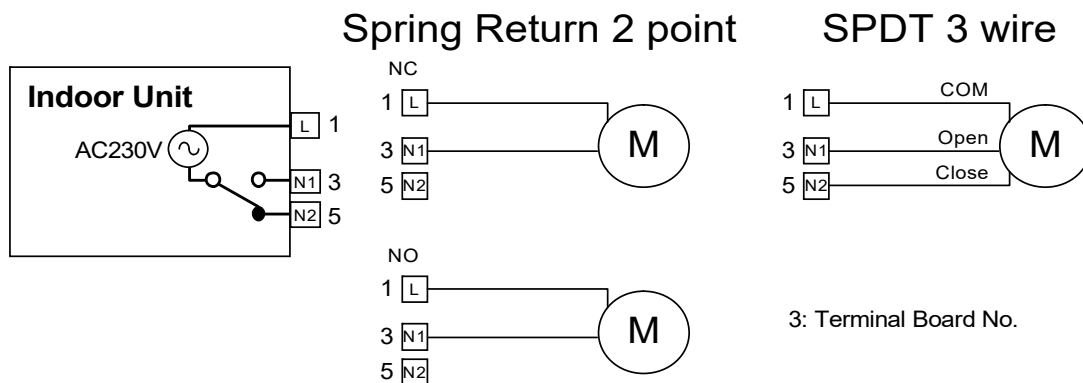 Spring Return 2 point
SPDT 3 wire
Indoor Unit
AC230V
L 1
N1 3
N2 5
NC
1 L
3 N1
5 N2
M
NO
1 L
3 N1
5 N2
M
1 L COM
3 N1 Open
5 N2 Close
M
3: Terminal Board No.